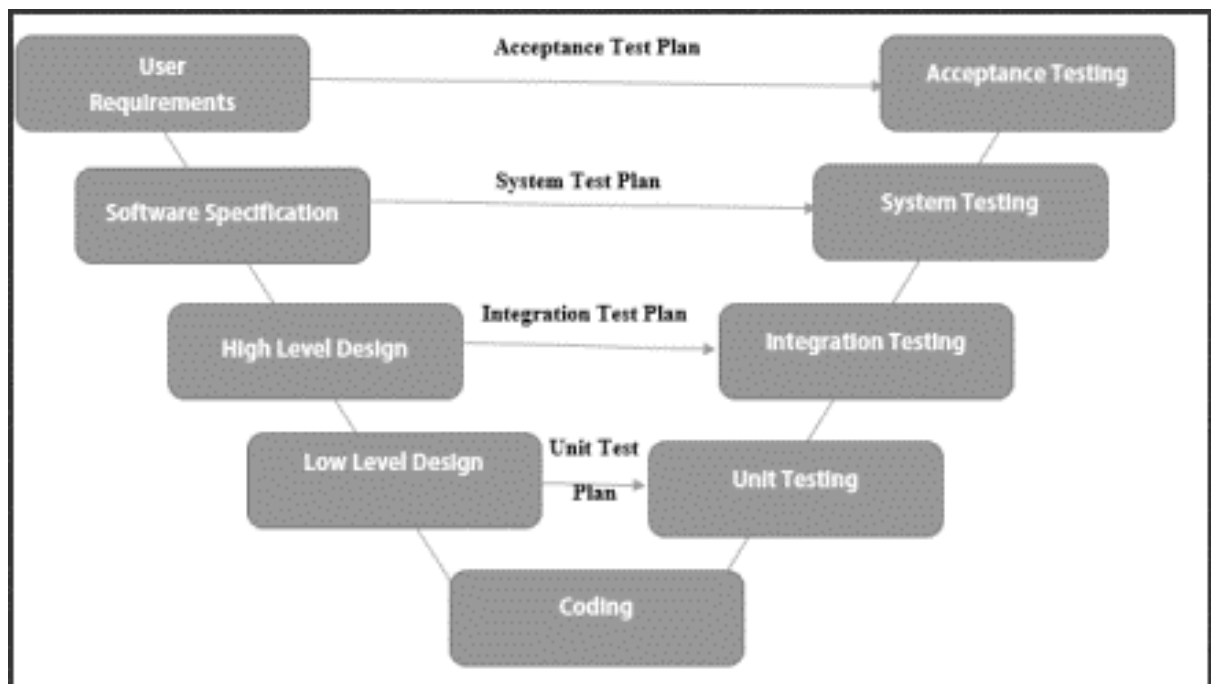 User
Requirements
Acceptance Test Plan
Acceptance Testing
Software Specification
System Test Plan
System Testing
High Level Design
Integration Test Plan
Integration Testing
Low Level Design
Unit Test
Plan
Unit Testing
Coding